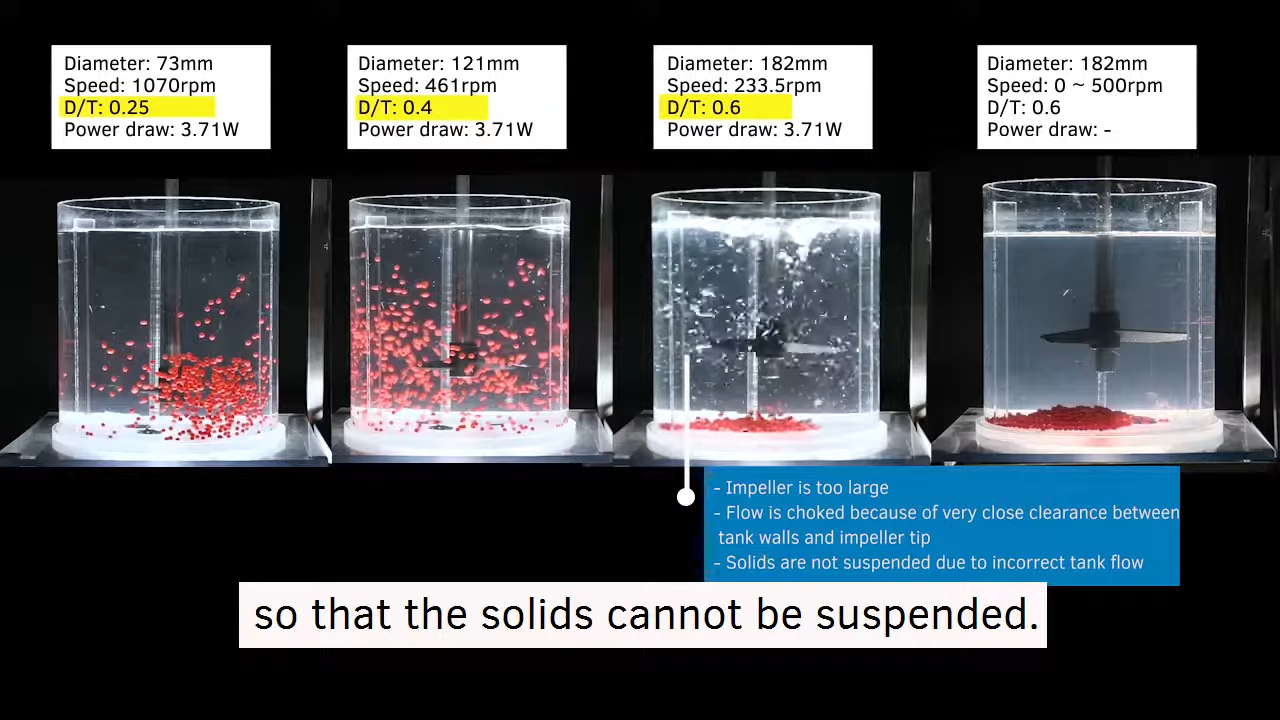 Diameter: 73mm
Speed: 1070rpm
D/T: 0.25
Power draw: 3.71W
Diameter: 121mm
Speed: 461rpm
D/T: 0.4
Power draw: 3.71W
Diameter: 182mm
Speed: 233.5rpm
D/T: 0.6
Power draw: 3.71W
Diameter: 182mm
Speed: 0 ~ 500rpm
D/T: 0.6
Power draw: -
- Impeller is too large
- Flow is choked because of very close clearance between
tank walls and impeller tip
- Solids are not suspended due to incorrect tank flow
so that the solids cannot be suspended.